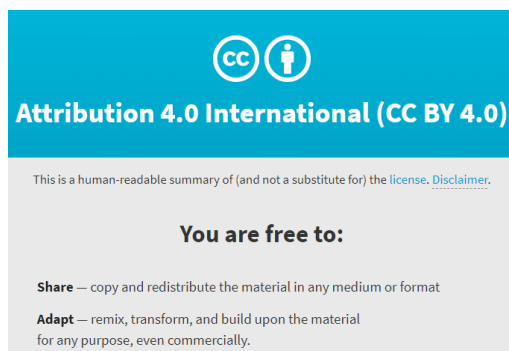 cc
Attribution 4.0 International (CC BY 4.0)
This is a human-readable summary of (and not a substitute for) the license. Disclaimer.
You are free to:
Share — copy and redistribute the material in any medium or format
Adapt — remix, transform, and build upon the material
for any purpose, even commercially.